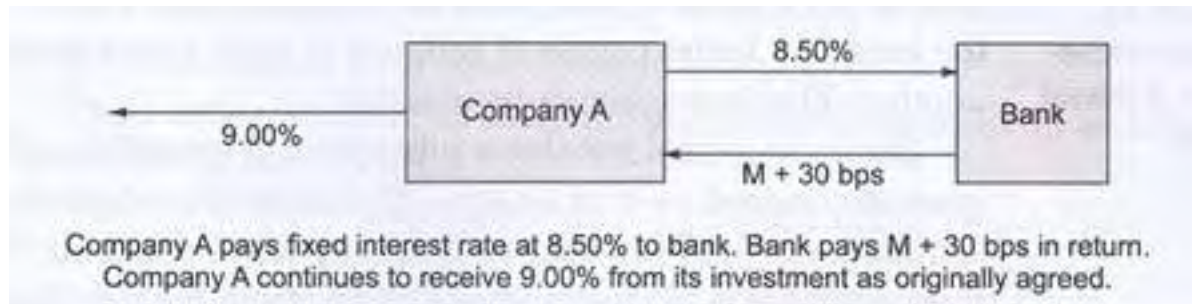 8.50%
Company A
Bank
9.00%
M + 30 bps
Company A pays fixed interest rate at 8.50% to bank. Bank pays M + 30 bps in return.
Company A continues to receive 9.00% from its investment as originally agreed.